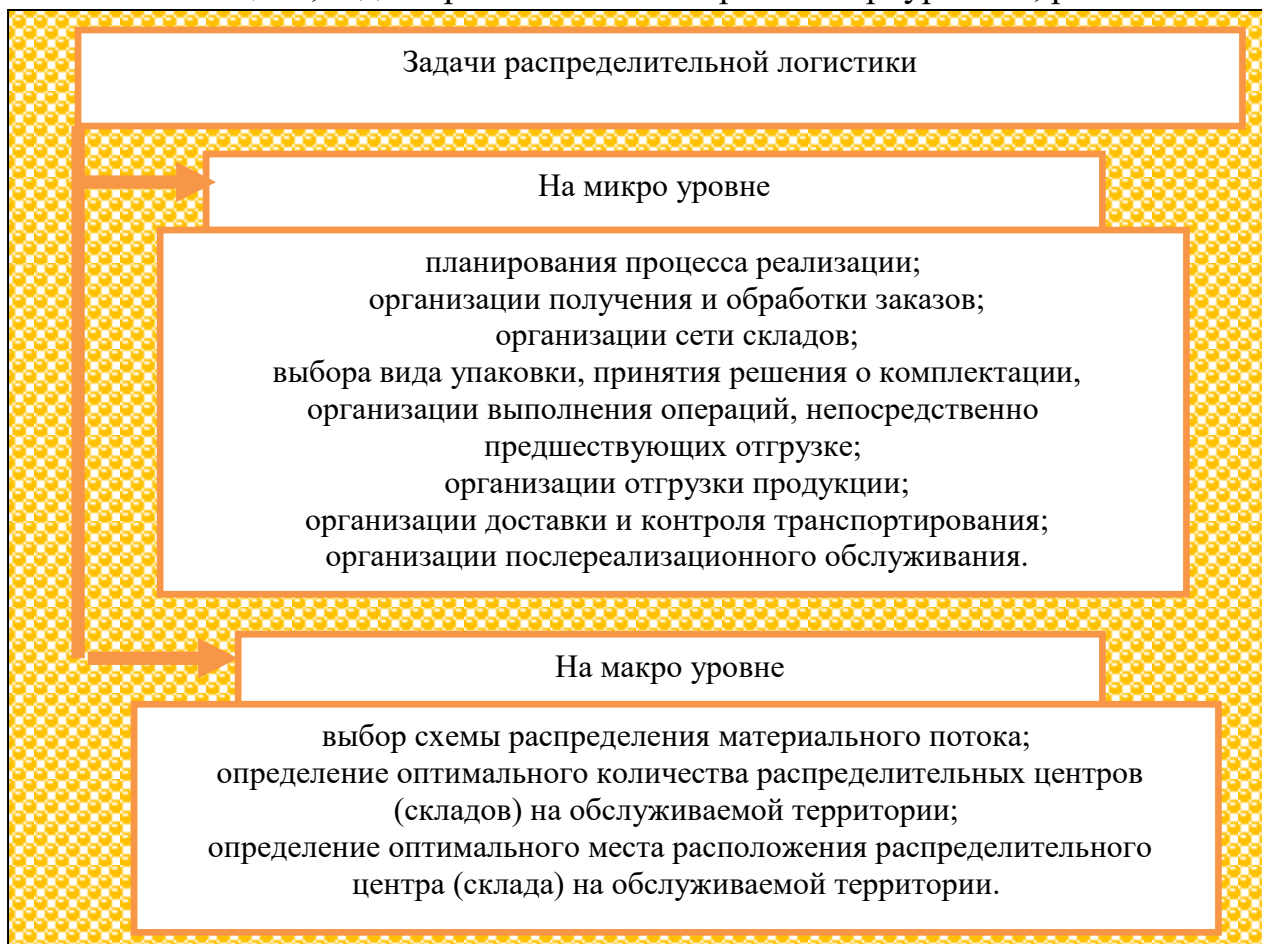 Задачи распределительной логистики
На микро уровне
планирования процесса реализации;
организации получения и обработки заказов;
организации сети складов;
выбора вида упаковки, принятия решения о комплектации,
организации выполнения операций, непосредственно
предшествующих отгрузке;
организации отгрузки продукции;
организации доставки и контроля транспортирования;
организации послереализационного обслуживания.
На макро уровне
выбор схемы распределения материального потока;
определение оптимального количества распределительных центров
(складов) на обслуживаемой территории;
определение оптимального места расположения распределительного
центра (склада) на обслуживаемой территории.